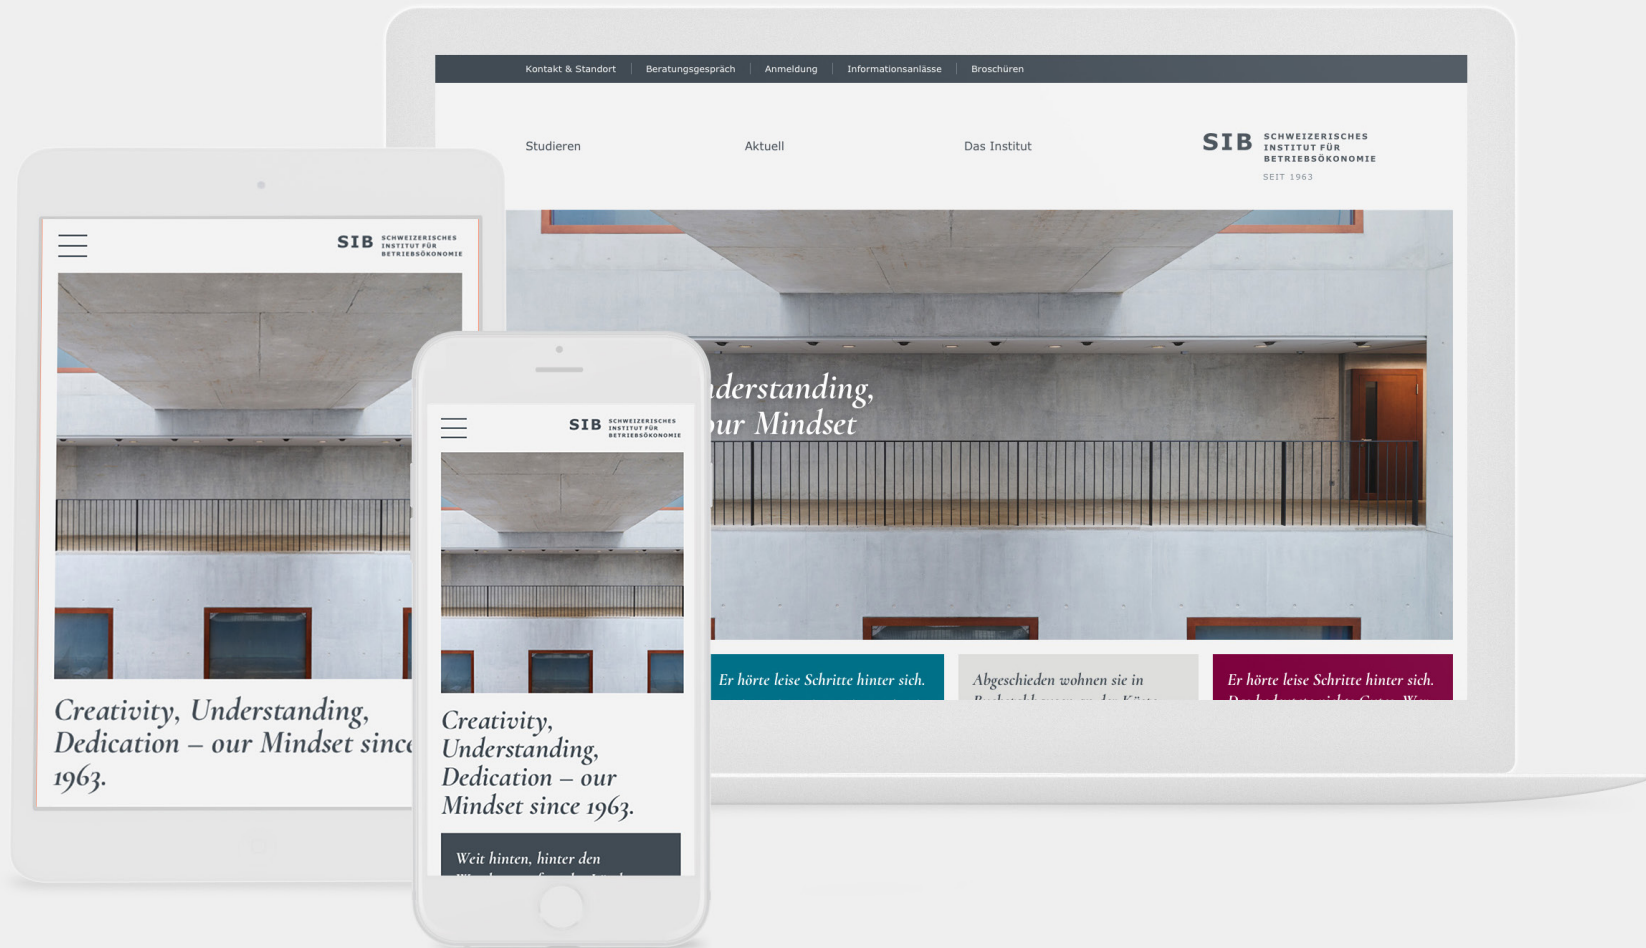 Kontakt & Standort
Beratungsgespräch
Anmeldung
Informationsanlässe
Broschüren
Studieren
Aktuell
Das Institut
SIB
SCHWEIZERISCHES
INSTITUT FÜR
BETRIEBSÖKONOMIE
SEIT 1963
our Mindset
Er hörte leise Schritte hinter sich.
Abgeschieden wohnen sie in
Er hörte leise Schritte hinter sich.
SIB
SCHWEIZERISCHES
INSTITUT FÜR
BETRIEBSÖKONOMIE
Creativity, Understanding,
Dedication – our Mindset since
1963.
SIB
SCHWEIZERISCHES
INSTITUT FÜR
BETRIEBSÖKONOMIE
Creativity,
Understanding,
Dedication – our
Mindset since 1963.
Weit hinten, hinter den